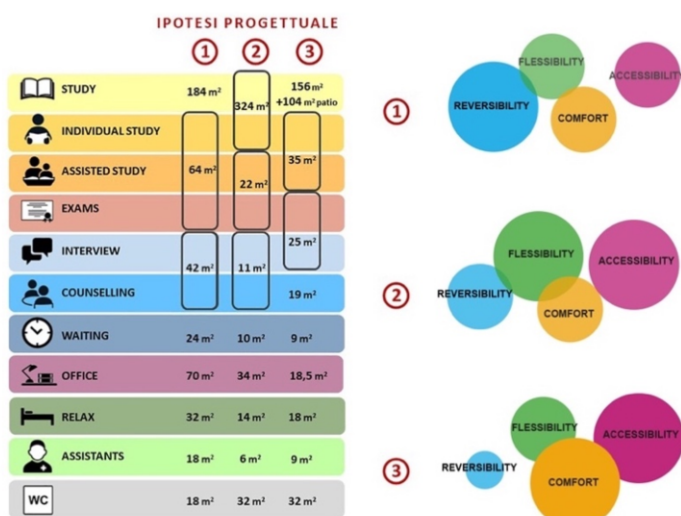 IPOTESI PROGETTUALE
1 2 3
STUDY 184 m² 324 m² 156 m² +104 m² patio
INDIVIDUAL STUDY
35 m²
ASSISTED STUDY 64 m² 22 m²
EXAMS
25 m²
INTERVIEW
42 m² 11 m²
COUNSELLING 19 m²
WAITING 24 m² 10 m² 9 m²
OFFICE 70 m² 34 m² 18,5 m²
RELAX 32 m² 14 m² 18 m²
ASSISTANTS 18 m² 6 m² 9 m²
WC 18 m² 32 m² 32 m²
1
FLESSIBILITY
ACCESSIBILITY
REVERSIBILITY
COMFORT
2
FLESSIBILITY
ACCESSIBILITY
REVERSIBILITY
COMFORT
3
FLESSIBILITY
ACCESSIBILITY
REVERSIBILITY
COMFORT